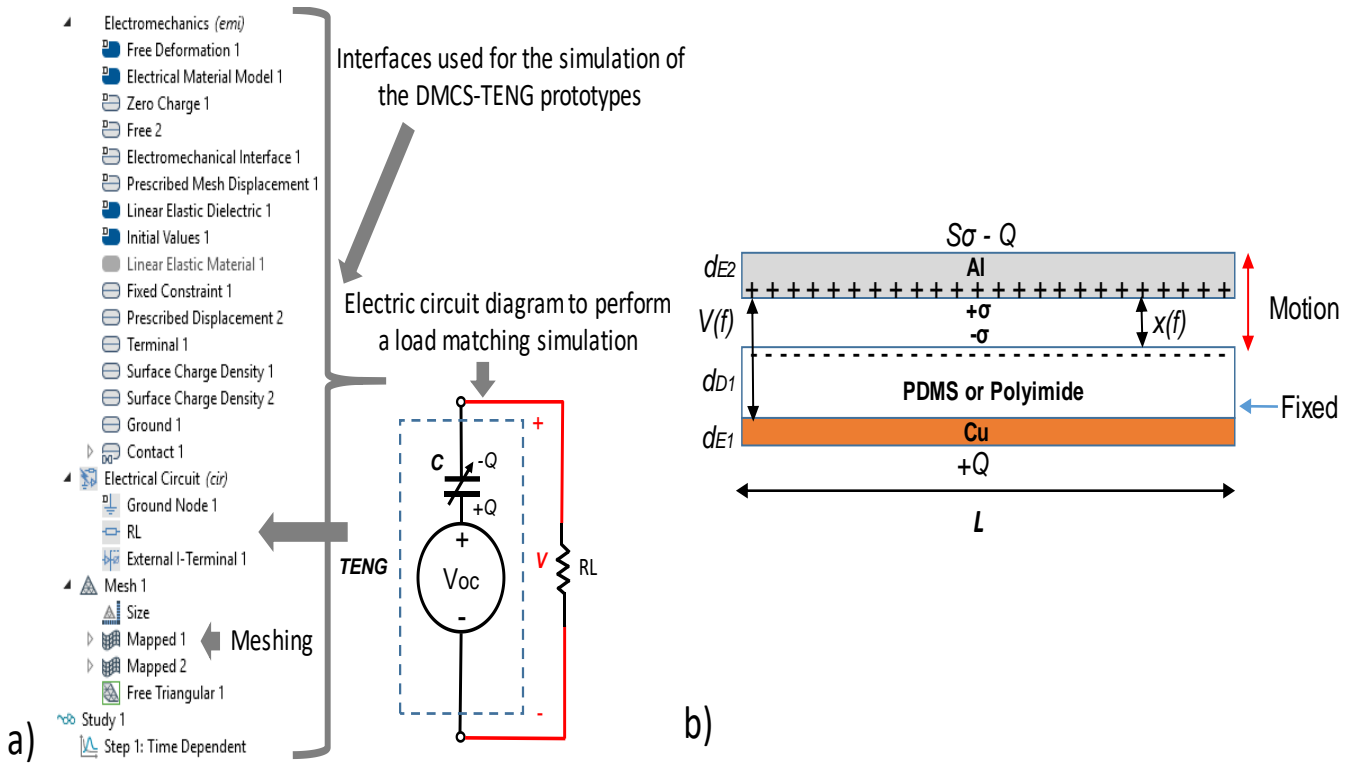 Electromechanics (emi)
Free Deformation 1
Electrical Material Model 1
Zero Charge 1
Free 2
Electromechanical Interface 1
Prescribed Mesh Displacement 1
Linear Elastic Dielectric 1
Initial Values 1
Linear Elastic Material 1
Fixed Constraint 1
Prescribed Displacement 2
Terminal 1
Surface Charge Density 1
Surface Charge Density 2
Ground 1
Contact 1
Electrical Circuit (cir)
Ground Node 1
RL
External I-Terminal 1
Mesh 1
Size
Mapped 1
Mapped 2
Free Triangular 1
Study 1
Step 1: Time Dependent
a)
Interfaces used for the simulation of
the DMCS-TENG prototypes
Electric circuit diagram to perform
a load matching simulation
Meshing
TENG
+
C
-Q
+Q
+
Voc
-
V
RL
-
b)
Sσ - Q
dE2
Al
+ + + + + + + + + + + + + + + + + + + + + + + +
V(f)
+σ
-σ
x(f)
Motion
dD1
PDMS or Polyimide
Fixed
dE1
Cu
+Q
L